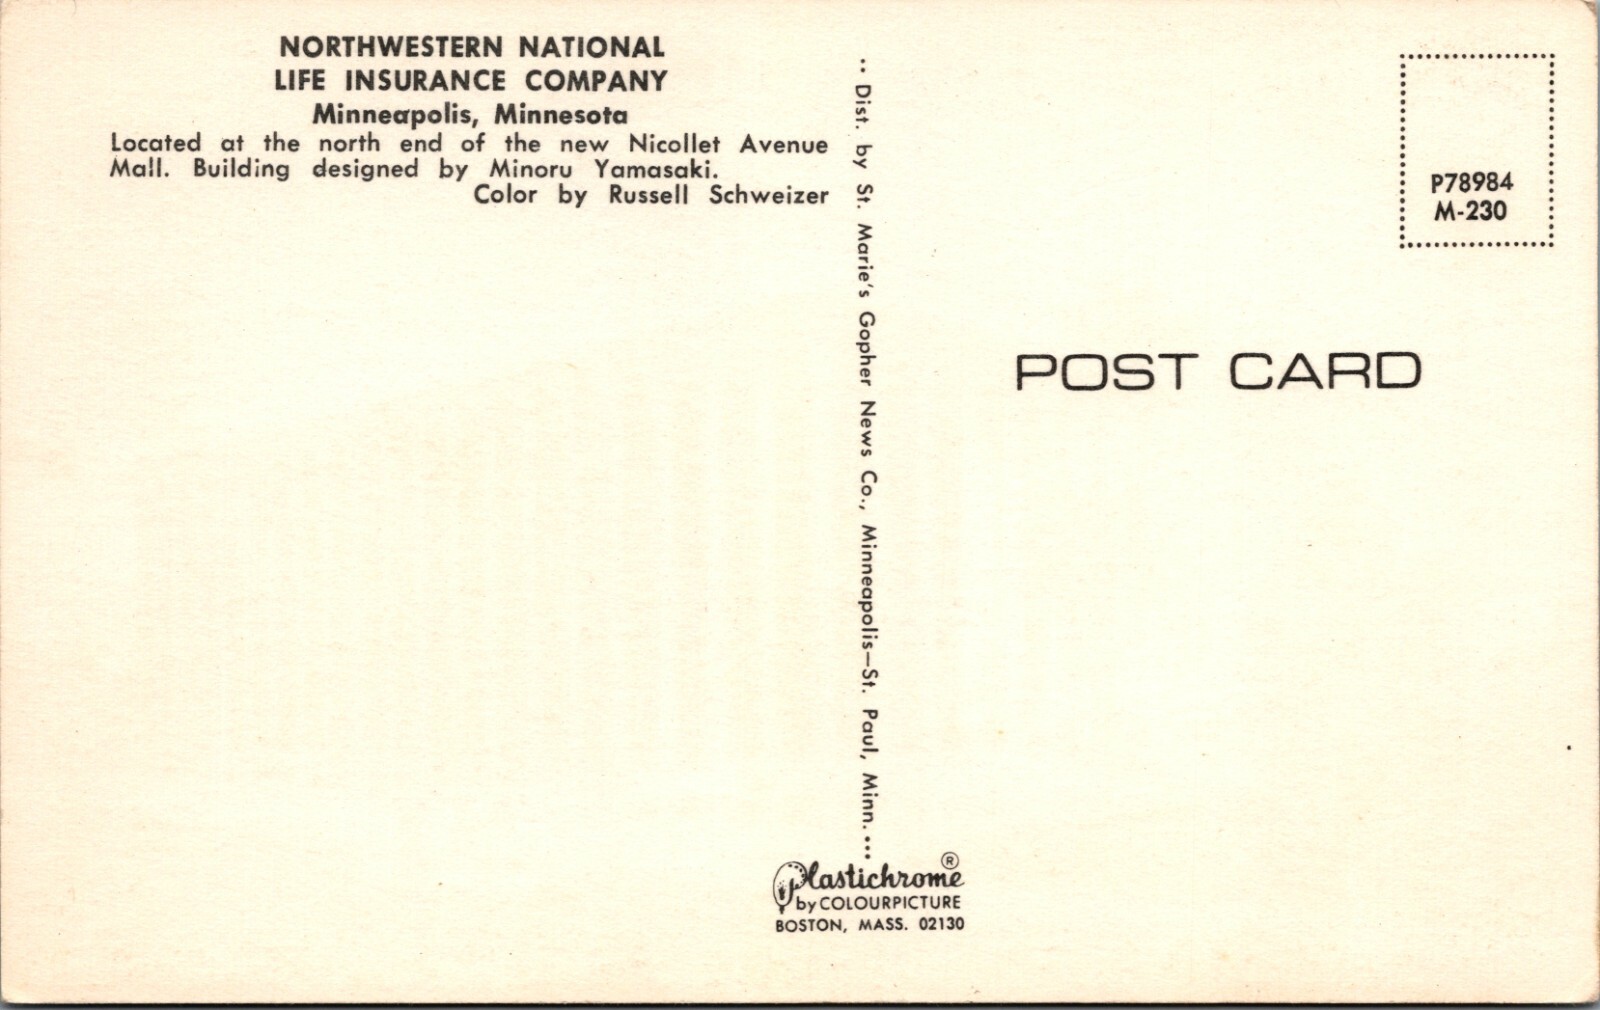 NORTHWESTERN NATIONAL
LIFE INSURANCE COMPANY
Minneapolis, Minnesota
Located at the north end of the new Nicollet Avenue
Mall. Building designed by Minoru Yamasaki.
Color by Russell Schweizer
•• Dist. by St. Marie's Gopher News Co., Minneapolis—St. Paul, Minn. •••
P78984
M-230
POST CARD
Plastichrome®
by COLOURPICTURE
BOSTON, MASS. 02130